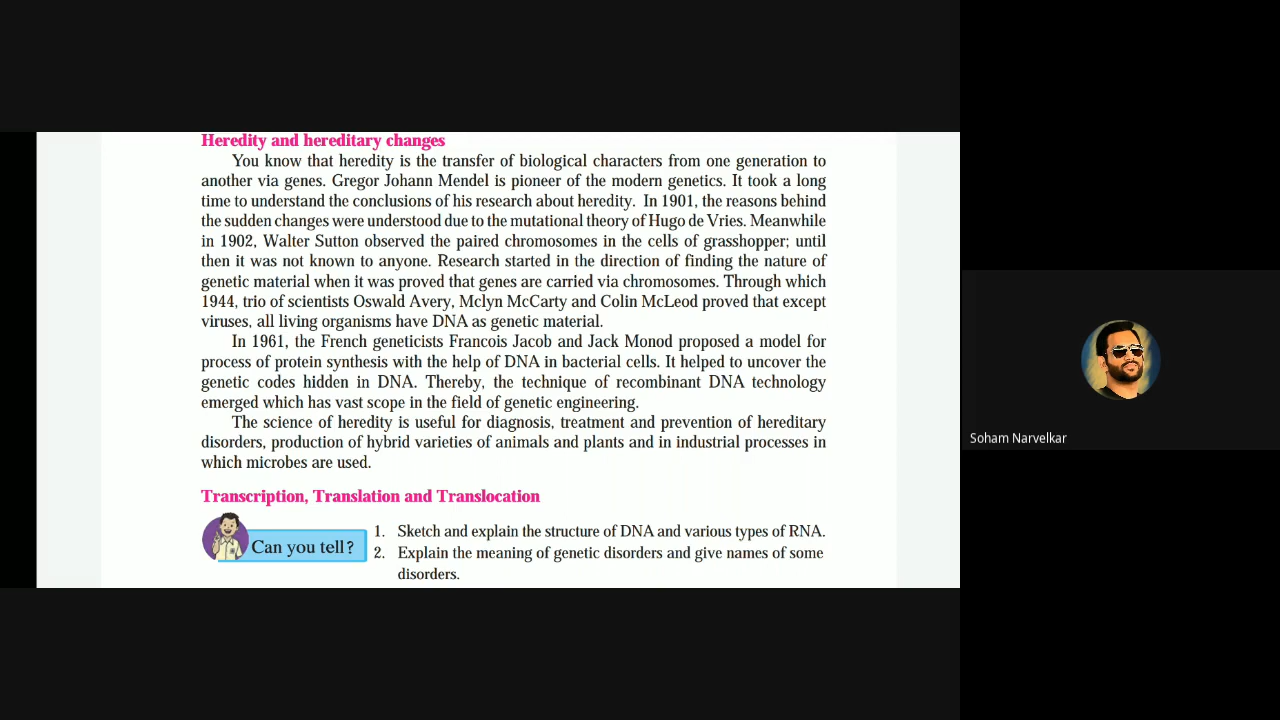 Heredity and hereditary changes
You know that heredity is the transfer of biological characters from one generation to
another via genes. Gregor Johann Mendel is pioneer of the modern genetics. It took a long
time to understand the conclusions of his research about heredity. In 1901, the reasons behind
the sudden changes were understood due to the mutational theory of Hugo de Vries. Meanwhile
in 1902, Walter Sutton observed the paired chromosomes in the cells of grasshopper; until
then it was not known to anyone. Research started in the direction of finding the nature of
genetic material when it was proved that genes are carried via chromosomes. Through which
1944, trio of scientists Oswald Avery, Mclyn McCarty and Colin McLeod proved that except
viruses, all living organisms have DNA as genetic material.
In 1961, the French geneticists Francois Jacob and Jack Monod proposed a model for
process of protein synthesis with the help of DNA in bacterial cells. It helped to uncover the
genetic codes hidden in DNA. Thereby, the technique of recombinant DNA technology
emerged which has vast scope in the field of genetic engineering.
The science of heredity is useful for diagnosis, treatment and prevention of hereditary
disorders, production of hybrid varieties of animals and plants and in industrial processes in
which microbes are used.
Transcription, Translation and Translocation
Can you tell?
1. Sketch and explain the structure of DNA and various types of RNA.
2. Explain the meaning of genetic disorders and give names of some
disorders.
Soham Narvelkar